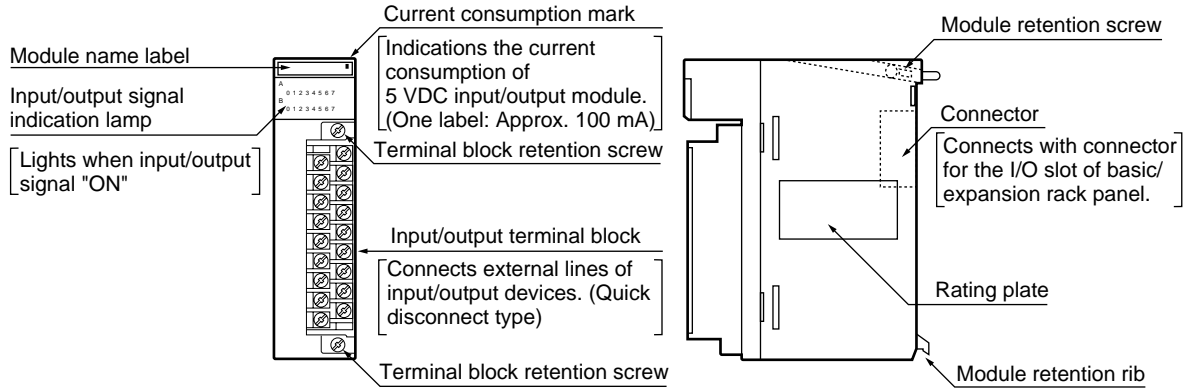 Current consumption mark
Indications the current
consumption of
5 VDC input/output module.
(One label: Approx. 100 mA)
Module name label
Input/output signal
indication lamp
Lights when input/output
signal "ON"
A
0 1 2 3 4 5 6 7
B
0 1 2 3 4 5 6 7
Terminal block retention screw
Input/output terminal block
Connects external lines of
input/output devices. (Quick
disconnect type)
Terminal block retention screw
Module retention screw
Connector
Connects with connector
for the I/O slot of basic/
expansion rack panel.
Rating plate
Module retention rib